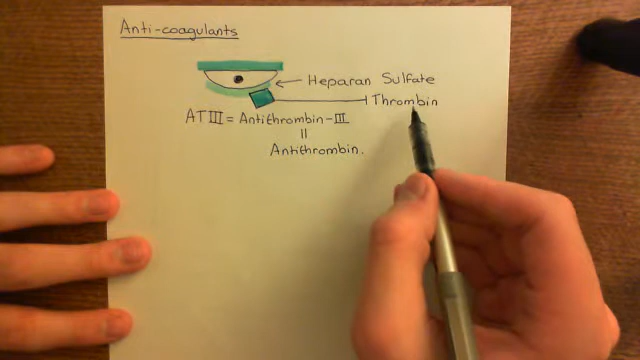 Anti-coagulants
Heparan Sulfate
Thrombin
ATIII = Antithrombin-III
=
Antithrombin.